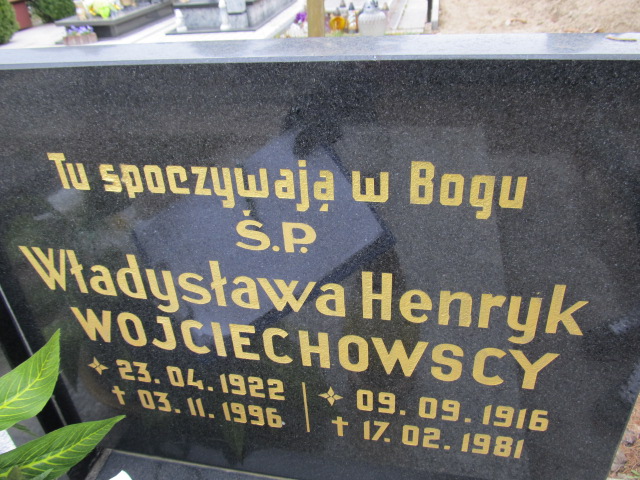 Tu spoczywają w Bogu
Ś.P.
Władysława Henryk
WOJCIECHOWSCY
23.04.1922 09.09.1916
† 03.11.1996 † 17.02.1981